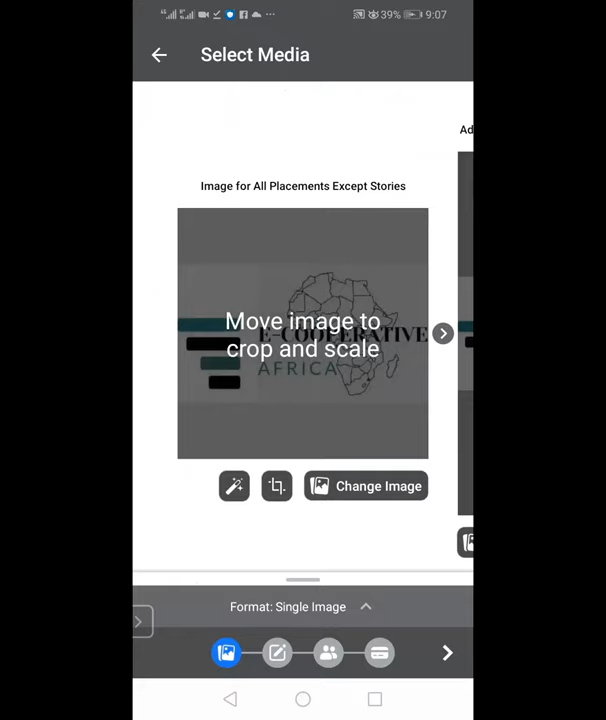 39% 9:07
Select Media
Ad
Image for All Placements Except Stories
Move image to
crop and scale
E-COOPERATIVE
AFRICA
Change Image
Format: Single Image